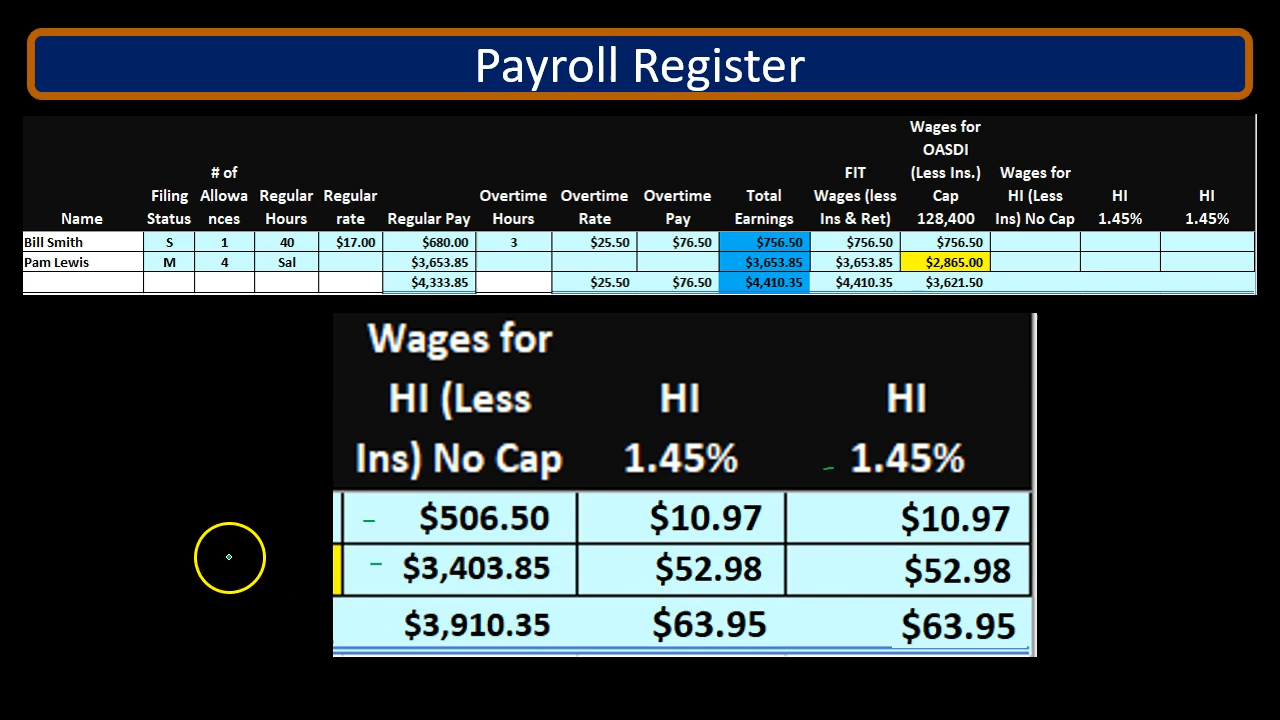 Payroll Register
Wages for
OASDI
# of FIT (Less Ins.) Wages for
Filing Allowa Regular Regular Overtime Overtime Overtime Total Wages (less Cap HI (Less HI HI
Name Status nces Hours rate Regular Pay Hours Rate Pay Earnings Ins & Ret) 128,400 Ins) No Cap 1.45% 1.45%
Bill Smith S 1 40 $17.00 $680.00 3 $25.50 $76.50 $756.50 $756.50 $756.50
Pam Lewis M 4 Sal $3,653.85 $3,653.85 $3,653.85 $2,865.00
$4,333.85 $25.50 $76.50 $4,410.35 $4,410.35 $3,621.50
Wages for
HI (Less HI HI
Ins) No Cap 1.45% 1.45%
$506.50 $10.97 $10.97
$3,403.85 $52.98 $52.98
$3,910.35 $63.95 $63.95